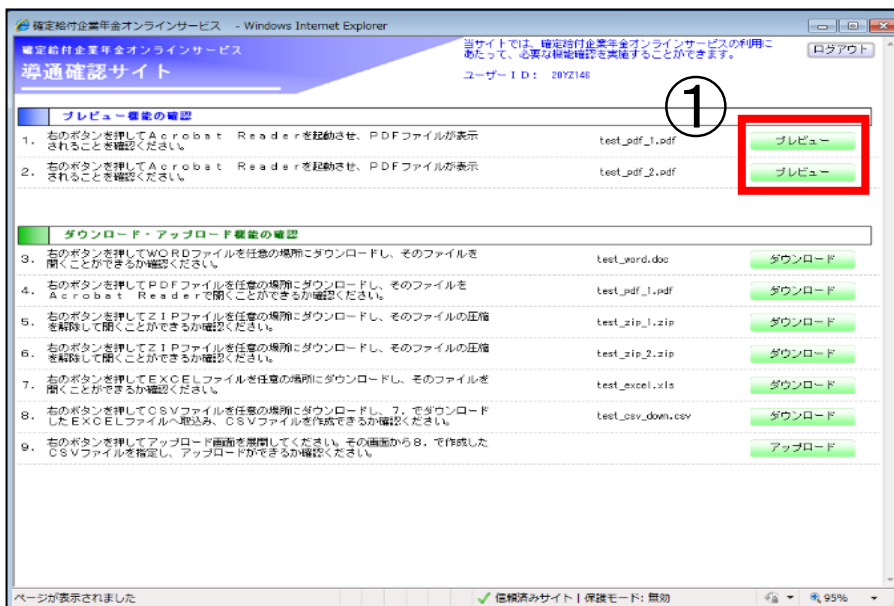 確定給付企業年金オンラインサービス - Windows Internet Explorer
確定給付企業年金オンラインサービス
導通確認サイト
当サイトでは、確定給付企業年金オンラインサービスの利用に
あたって、必要な機能確認を実施することができます。
ログアウト
ユーザーID: 20YZ146
①
プレビュー機能の確認
1. 右のボタンを押してAcrobat Readerを起動させ、PDFファイルが表示
されることを確認ください。
test_pdf_1.pdf
プレビュー
2. 右のボタンを押してAcrobat Readerを起動させ、PDFファイルが表示
されることを確認ください。
test_pdf_2.pdf
プレビュー
ダウンロード・アップロード機能の確認
3. 右のボタンを押してWORDファイルを任意の場所にダウンロードし、そのファイルを
開くことができるか確認ください。
test_word.doc
ダウンロード
4. 右のボタンを押してPDFファイルを任意の場所にダウンロードし、そのファイルを
Acrobat Readerで開くことができるか確認ください。
test_pdf_1.pdf
ダウンロード
5. 右のボタンを押してZIPファイルを任意の場所にダウンロードし、そのファイルの圧縮
を解除して開くことができるか確認ください。
test_zip_1.zip
ダウンロード
6. 右のボタンを押してZIPファイルを任意の場所にダウンロードし、そのファイルの圧縮
を解除して開くことができるか確認ください。
test_zip_2.zip
ダウンロード
7. 右のボタンを押してEXCELファイルを任意の場所にダウンロードし、そのファイルを
開くことができるか確認ください。
test_excel.xls
ダウンロード
8. 右のボタンを押してCSVファイルを任意の場所にダウンロードし、7.でダウンロード
したEXCELファイルへ取込み、CSVファイルを作成できるか確認ください。
test_csv_down.csv
ダウンロード
9. 右のボタンを押してアップロード画面を展開してください。その画面から8.で作成した
CSVファイルを指定し、アップロードができるか確認ください。
アップロード
ページが表示されました
信頼済みサイト | 保護モード: 無効
95%